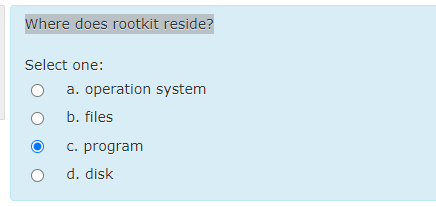 Where does rootkit reside?
Select one:
a. operation system
b. files
c. program
d. disk